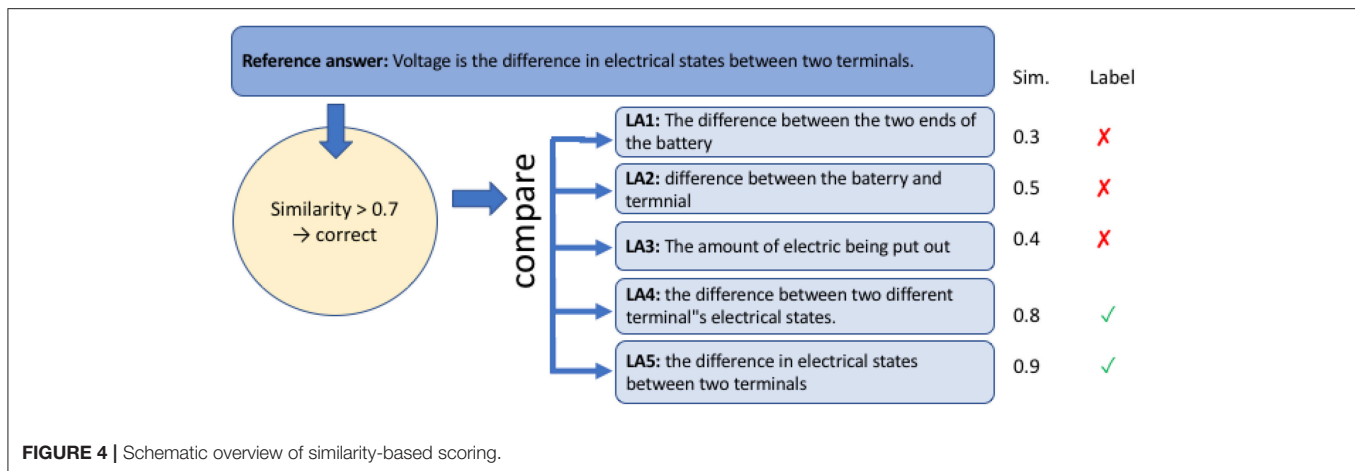 Reference answer: Voltage is the difference in electrical states between two terminals.
Sim. Label
Similarity > 0.7
→ correct
compare
LA1: The difference between the two ends of
the battery
0.3 ✗
LA2: difference between the baterry and
termnial
0.5 ✗
LA3: The amount of electric being put out
0.4 ✗
LA4: the difference between two different
terminal"s electrical states.
0.8 ✓
LA5: the difference in electrical states
between two terminals
0.9 ✓
FIGURE 4 | Schematic overview of similarity-based scoring.